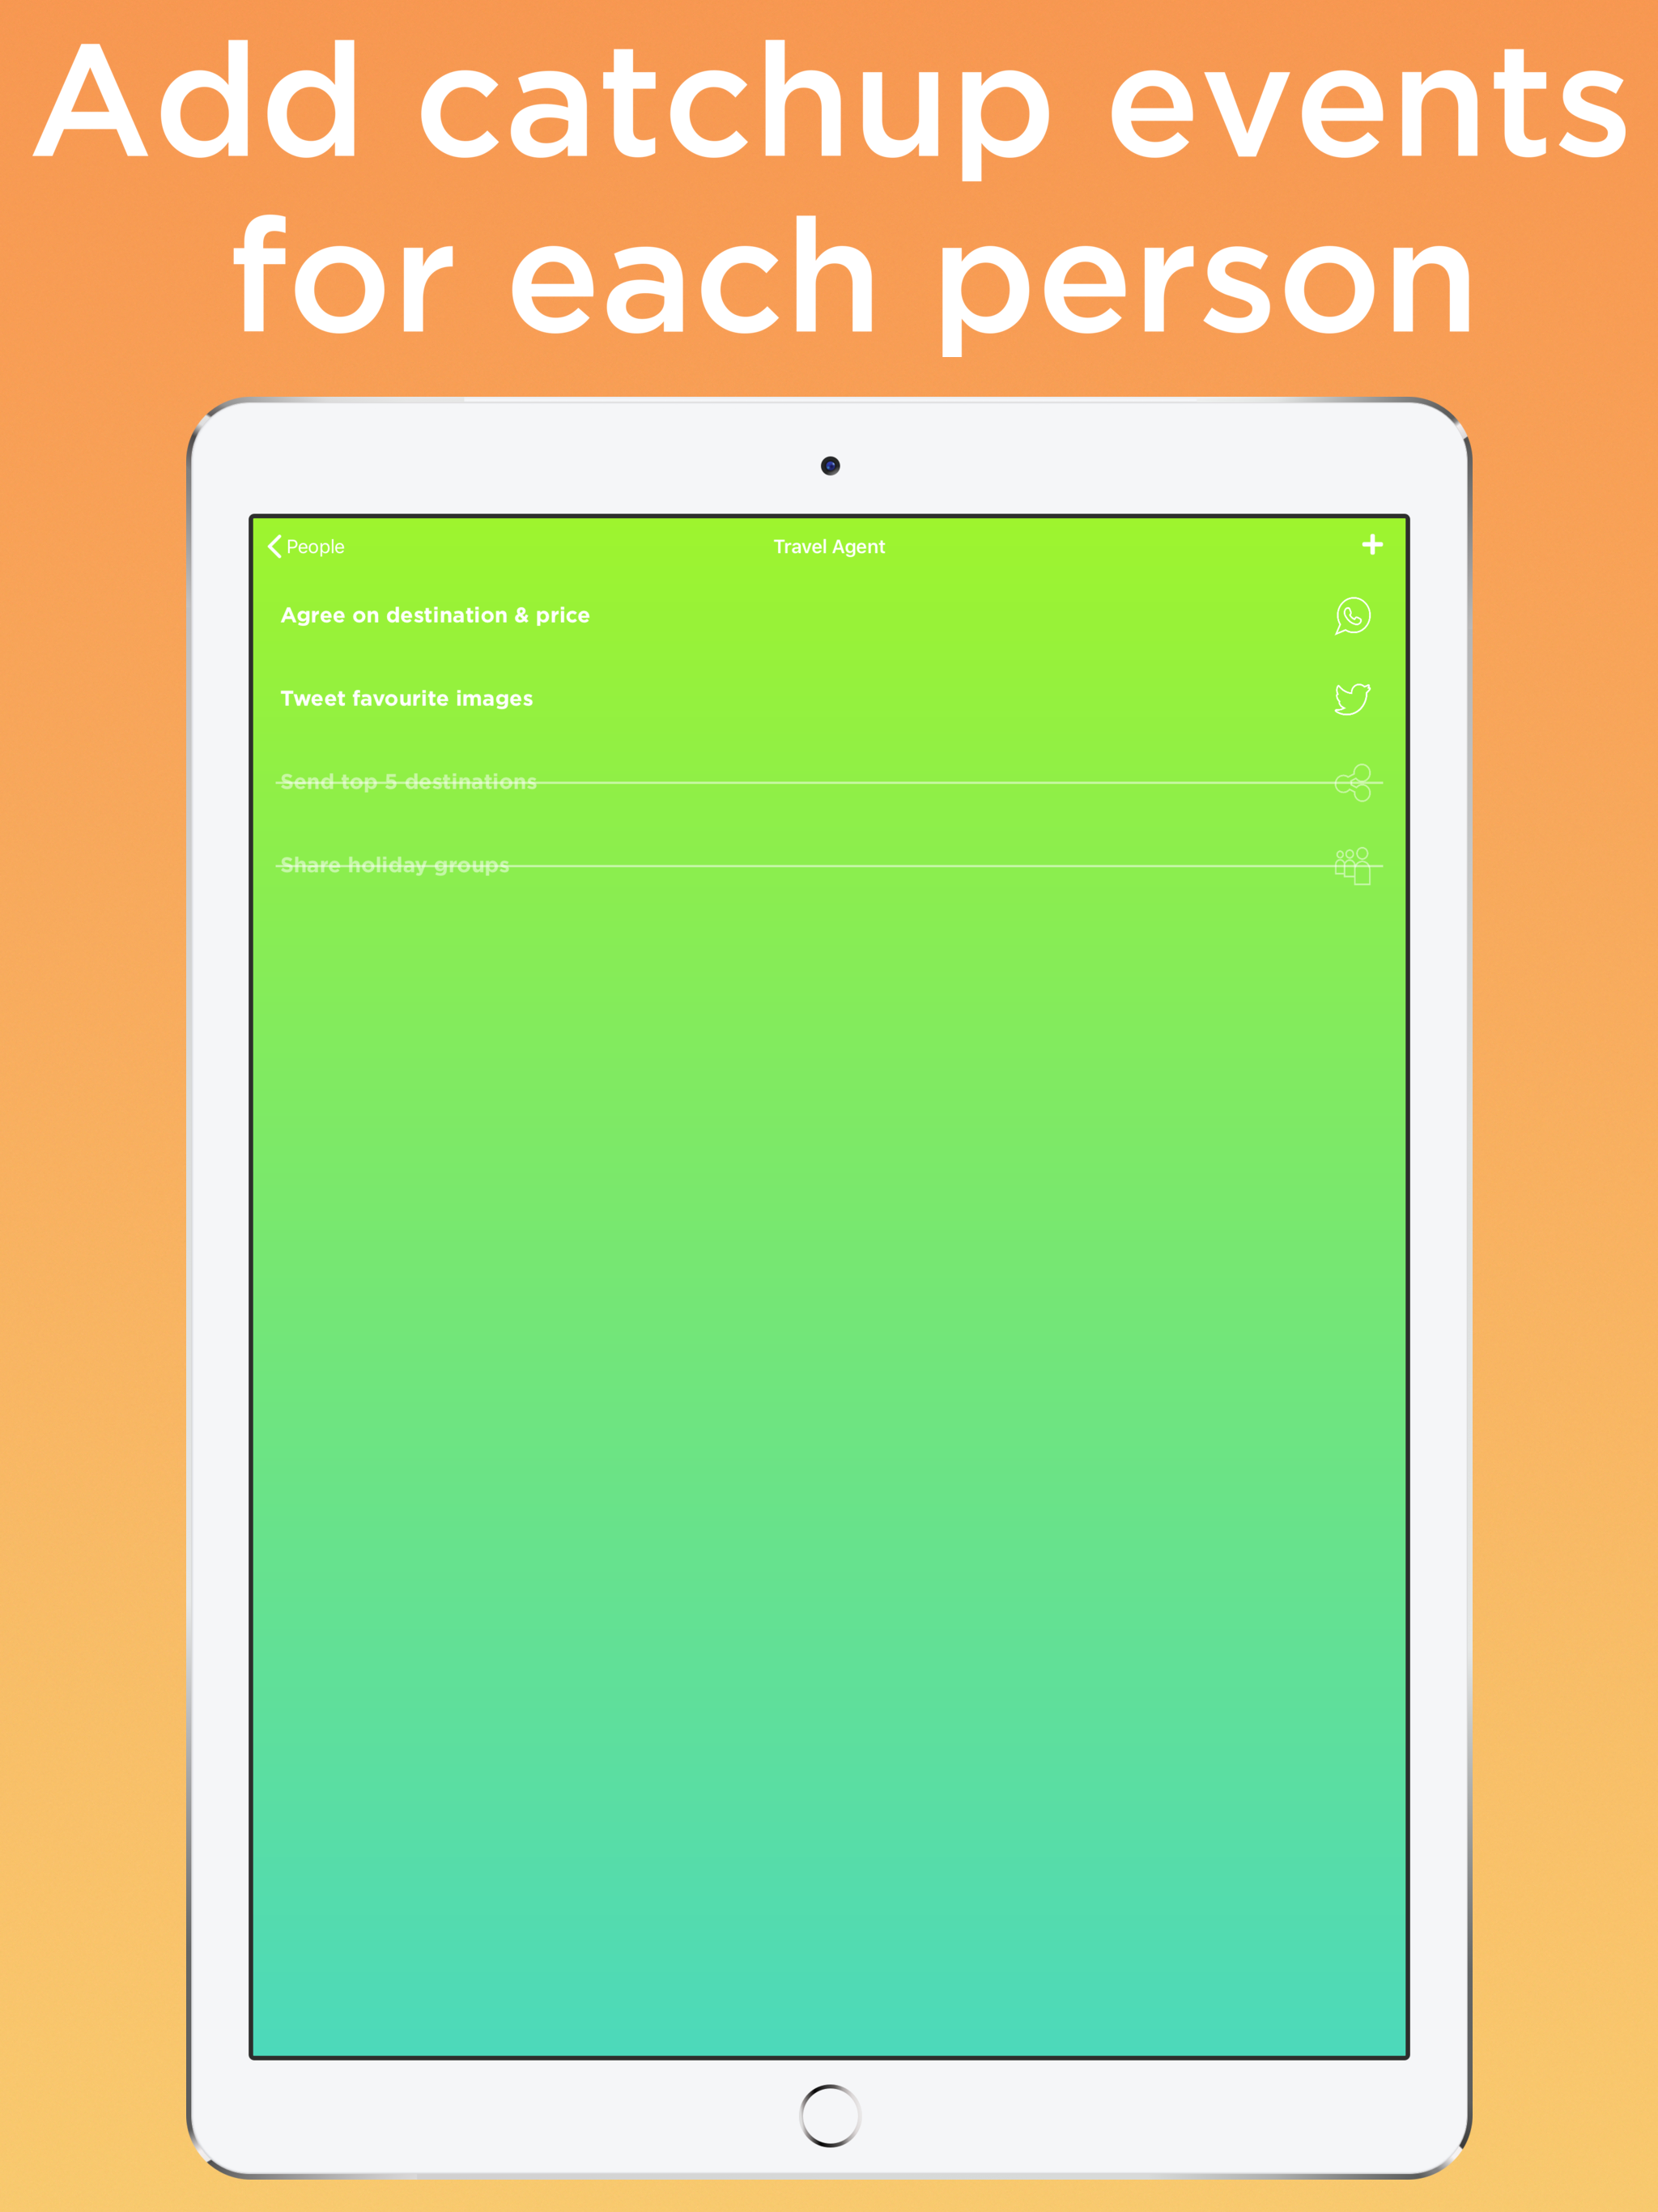 Add catchup events
for each person
People
Travel Agent
+
Agree on destination & price
Tweet favourite images
Send top 5 destinations
Share holiday groups